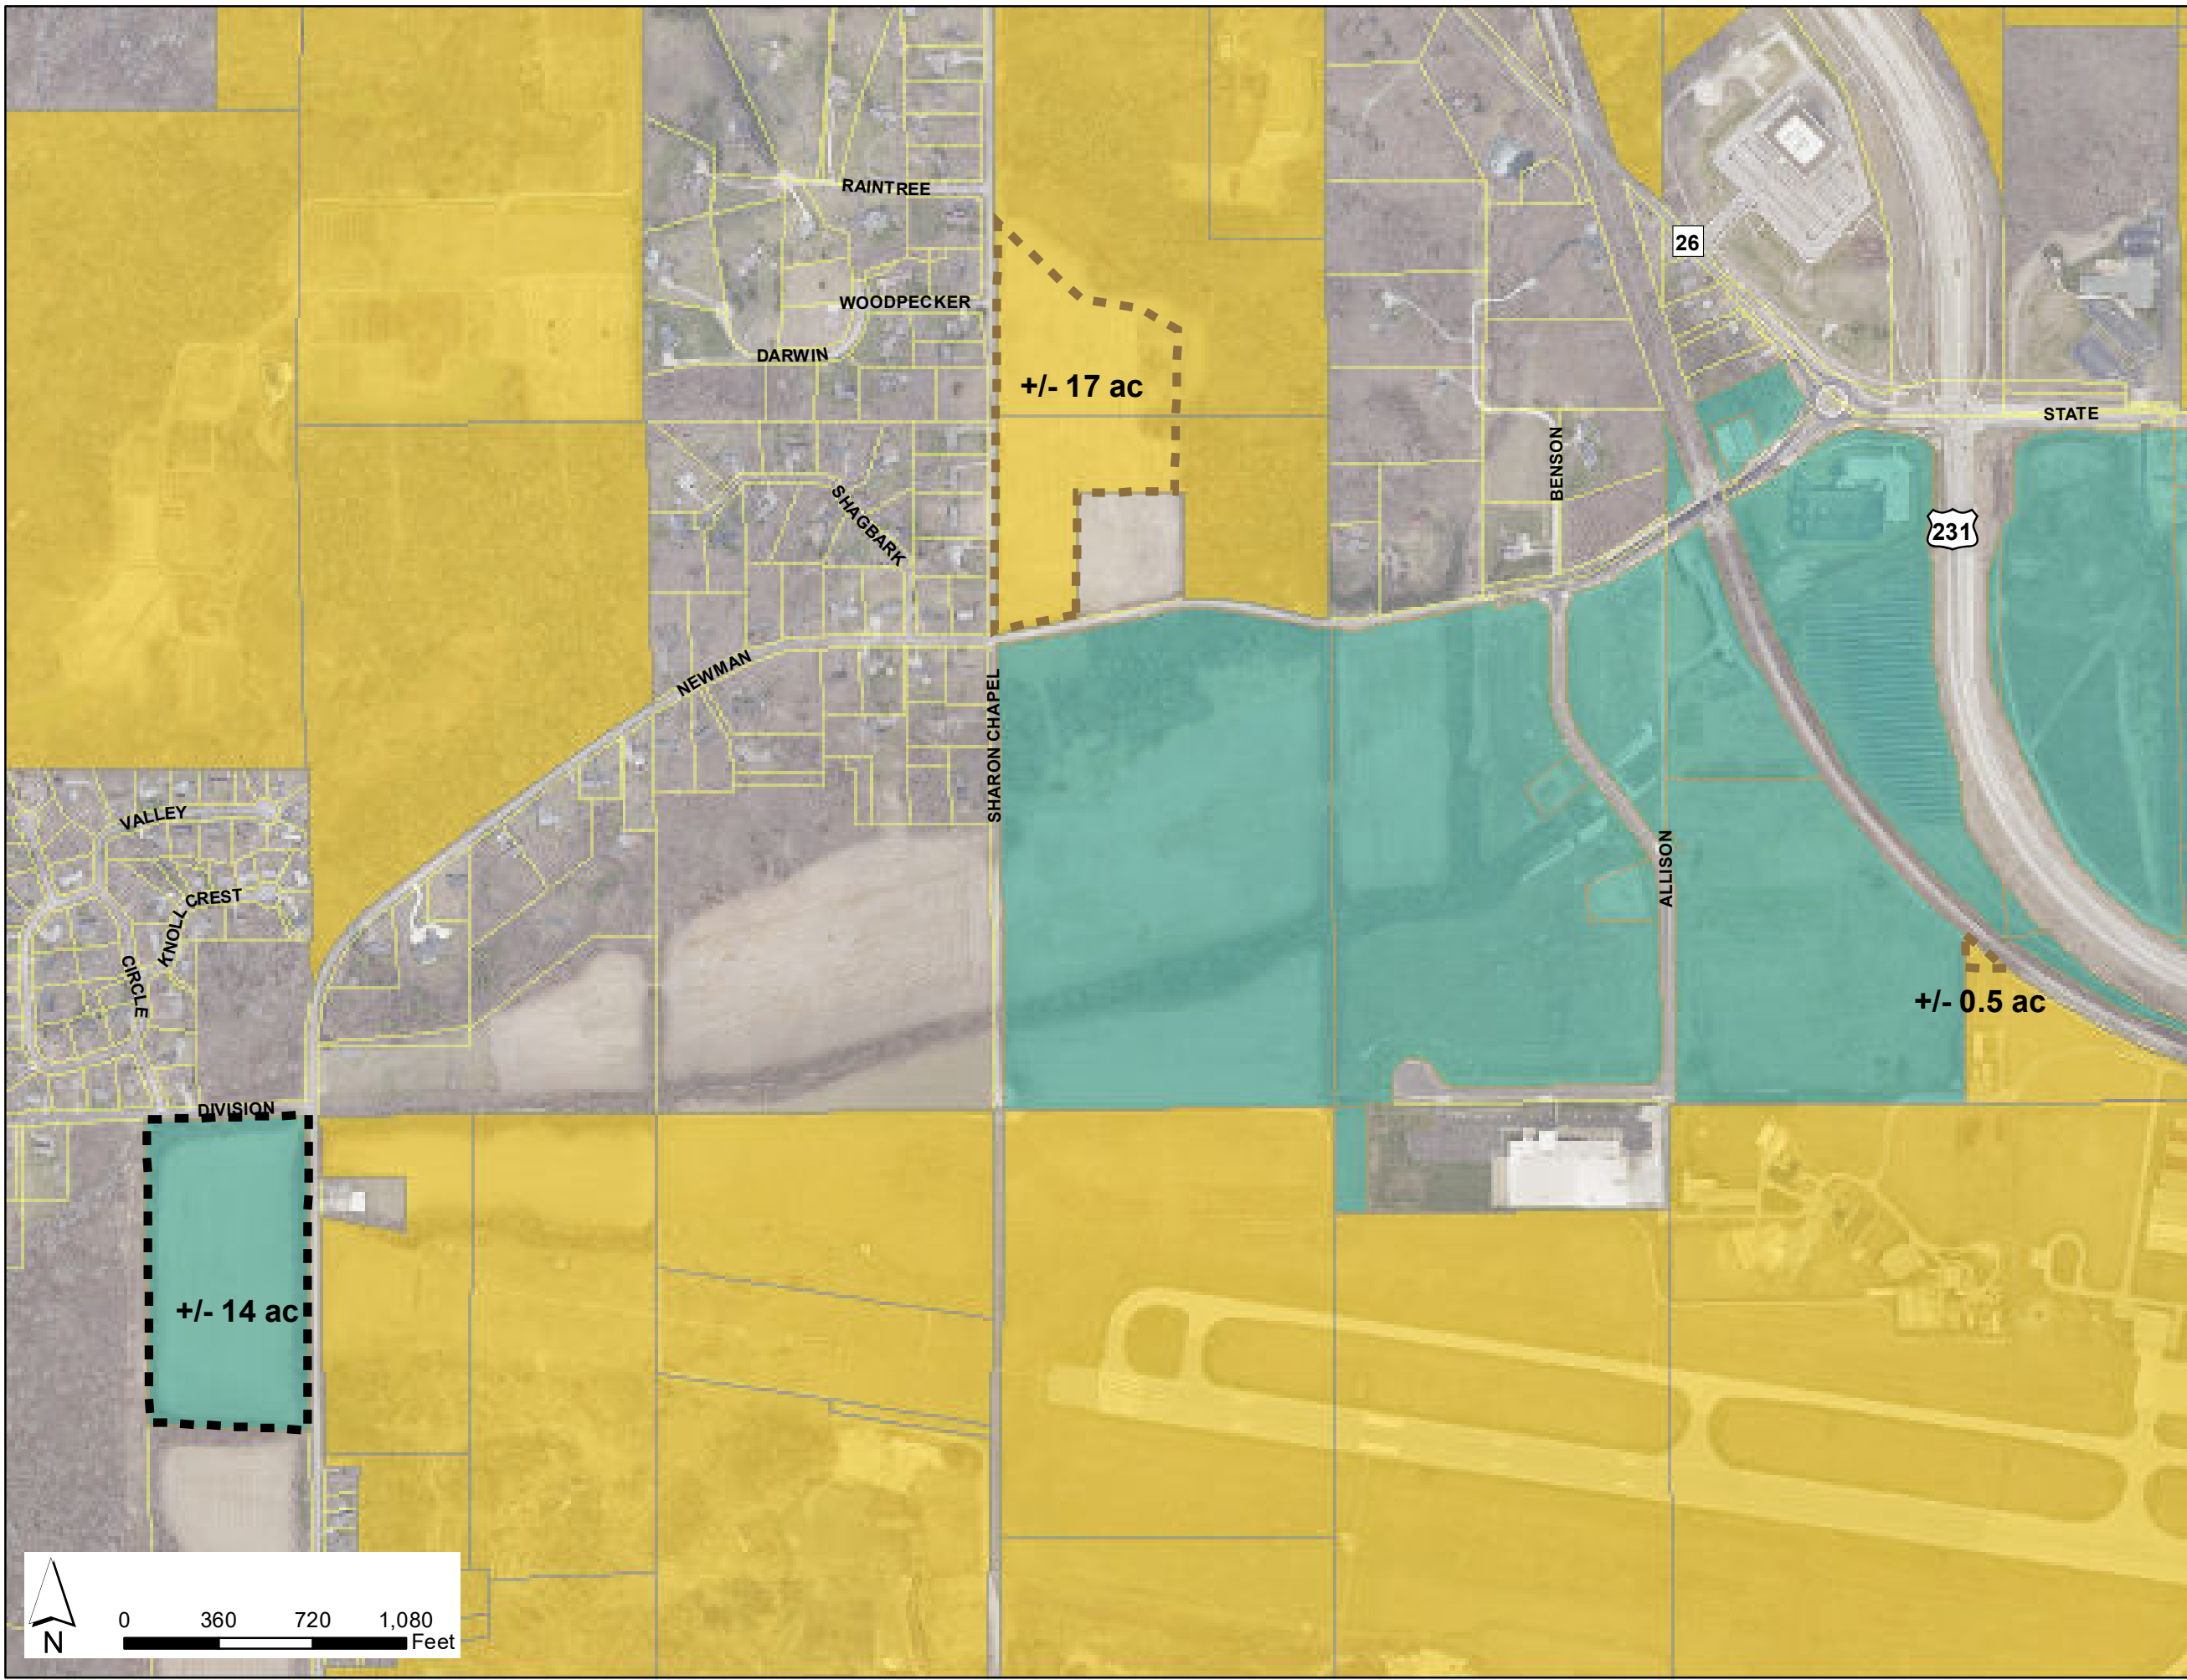 RAINTREE
26
WOODPECKER
DARWIN
+/- 17 ac
STATE
BENSON
SHAGBARK
231
NEWMAN
SHARON CHAPEL
VALLEY
ALLISON
CREST
KNOLL
CIRCLE
+/- 0.5 ac
DIVISION
+/- 14 ac
N
0 360 720 1,080
Feet